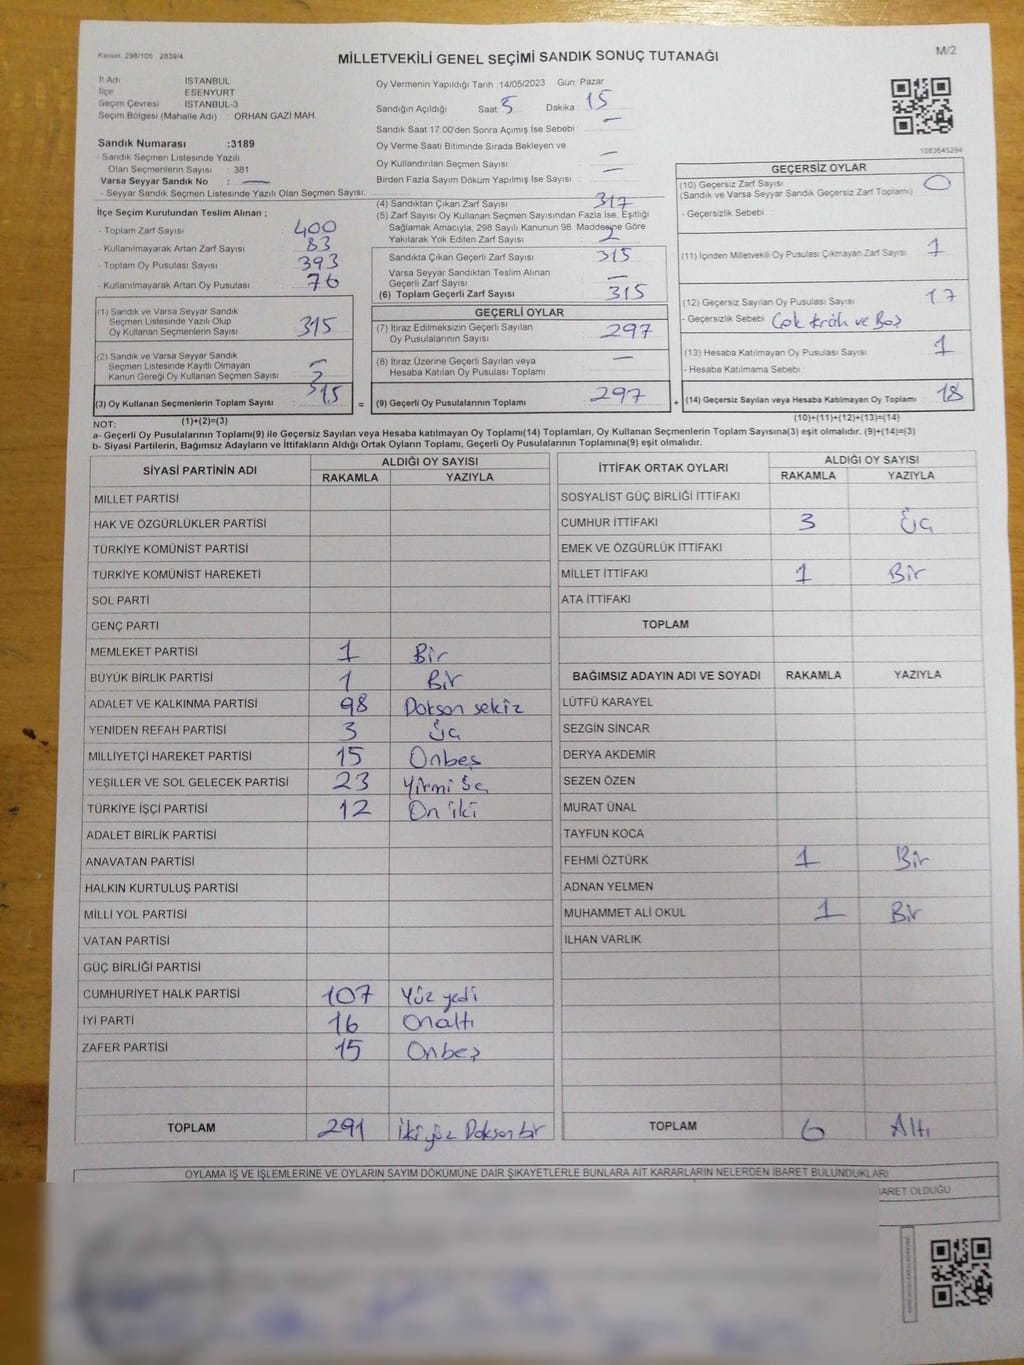 Kanun: 298/105 2839/4
MİLLETVEKİLİ GENEL SEÇİMİ SANDIK SONUÇ TUTANAĞI
M/2
İl Adı İSTANBUL
İlçe ESENYURT
Seçim Çevresi İSTANBUL-3
Seçim Bölgesi (Mahalle Adı) ORHAN GAZİ MAH.
Oy Vermenin Yapıldığı Tarih :14/05/2023 Gün: Pazar
Sandığın Açıldığı Saat 5 Dakika 15
Sandık Saat 17.00'den Sonra Açımış İse Sebebi —
Oy Verme Saati Bitiminde Sırada Bekleyen ve
Oy Kullandırılan Seçmen Sayısı —
Birden Fazla Sayım Döküm Yapılmış İse Sayısı —
1083645294
Sandık Numarası :3189
- Sandık Seçmen Listesinde Yazılı
Olan Seçmenlerin Sayısı : 381
Varsa Seyyar Sandık No : —
- Seyyar Sandık Seçmen Listesinde Yazılı Olan Seçmen Sayısı:
İlçe Seçim Kurulundan Teslim Alınan ;
- Toplam Zarf Sayısı 400
- Kullanılmayarak Artan Zarf Sayısı 83
- Toplam Oy Pusulası Sayısı 393
- Kullanılmayarak Artan Oy Pusulası 76
(1) Sandık ve Varsa Seyyar Sandık
Seçmen Listesinde Yazılı Olup
Oy Kullanan Seçmenlerin Sayısı 315
(2) Sandık ve Varsa Seyyar Sandık
Seçmen Listesinde Kayıtlı Olmayan
Kanun Gereği Oy Kullanan Seçmen Sayısı
(3) Oy Kullanan Seçmenlerin Toplam Sayısı 315 =
(1)+(2)=(3)
(4) Sandıktan Çıkan Zarf Sayısı 317
(5) Zarf Sayısı Oy Kullanan Seçmen Sayısından Fazla İse, Eşitliği
Sağlamak Amacıyla, 298 Sayılı Kanunun 98 Maddesine Göre
Yakılarak Yok Edilen Zarf Sayısı 2
Sandıkta Çıkan Geçerli Zarf Sayısı 315
Varsa Seyyar Sandıktan Teslim Alınan
Geçerli Zarf Sayısı —
(6) Toplam Geçerli Zarf Sayısı 315
GEÇERLİ OYLAR
(7) İtiraz Edilmeksizin Geçerli Sayılan
Oy Pusulalarının Sayısı 297
(8) İtiraz Üzerine Geçerli Sayılan veya
Hesaba Katılan Oy Pusulası Toplamı —
(9) Geçerli Oy Pusulalarının Toplamı 297 +
GEÇERSİZ OYLAR
(10) Geçersiz Zarf Sayısı 0
(Sandık ve Varsa Seyyar Sandık Geçersiz Zarf Toplamı)
- Geçersizlik Sebebi
(11) İçinden Milletvekili Oy Pusulası Çıkmayan Zarf Sayısı 1
(12) Geçersiz Sayılan Oy Pusulası Sayısı 17
- Geçersizlik Sebebi ve Boş
(13) Hesaba Katılmayan Oy Pusulası Sayısı 1
- Hesaba Katılmama Sebebi
(14) Geçersiz Sayılan veya Hesaba Katılmayan Oy Toplamı 18
(10)+(11)+(12)+(13)=(14)
NOT:
a- Geçerli Oy Pusulalarının Toplamı(9) ile Geçersiz Sayılan veya Hesaba katılmayan Oy Toplamı(14) Toplamları, Oy Kullanan Seçmenlerin Toplam Sayısına(3) eşit olmalıdır. (9)+(14)=(3)
b- Siyasi Partilerin, Bağımsız Adayların ve İttifakların Aldığı Ortak Oyların Toplamı, Geçerli Oy Pusulalarının Toplamına(9) eşit olmalıdır.
SİYASİ PARTİNİN ADI ALDIĞI OY SAYISI
RAKAMLA YAZIYLA
MİLLET PARTİSİ
HAK VE ÖZGÜRLÜKLER PARTİSİ
TÜRKİYE KOMÜNİST PARTİSİ
TÜRKİYE KOMÜNİST HAREKETİ
SOL PARTİ
GENÇ PARTİ
MEMLEKET PARTİSİ 1 Bir
BÜYÜK BİRLİK PARTİSİ 1 Bir
ADALET VE KALKINMA PARTİSİ 98 Doksan sekiz
YENİDEN REFAH PARTİSİ 3 Üç
MİLLİYETÇİ HAREKET PARTİSİ 15 Onbeş
YEŞİLLER VE SOL GELECEK PARTİSİ 23 Yirmi üç
TÜRKİYE İŞÇİ PARTİSİ 12 On iki
ADALET BİRLİK PARTİSİ
ANAVATAN PARTİSİ
HALKIN KURTULUŞ PARTİSİ
MİLLİ YOL PARTİSİ
VATAN PARTİSİ
GÜÇ BİRLİĞİ PARTİSİ
CUMHURİYET HALK PARTİSİ 107 Yüz yedi
İYİ PARTİ 16 Onaltı
ZAFER PARTİSİ 15 Onbeş
TOPLAM 291 İkiyüz Doksan bir
İTTİFAK ORTAK OYLARI ALDIĞI OY SAYISI
RAKAMLA YAZIYLA
SOSYALİST GÜÇ BİRLİĞİ İTTİFAKI
CUMHUR İTTİFAKI 3 Üç
EMEK VE ÖZGÜRLÜK İTTİFAKI
MİLLET İTTİFAKI 1 Bir
ATA İTTİFAKI
TOPLAM
BAĞIMSIZ ADAYIN ADI VE SOYADI RAKAMLA YAZIYLA
LÜTFÜ KARAYEL
SEZGİN SİNCAR
DERYA AKDEMİR
SEZEN ÖZEN
MURAT ÜNAL
TAYFUN KOCA
FEHMİ ÖZTÜRK 1 Bir
ADNAN YELMEN
MUHAMMET ALİ OKUL 1 Bir
İLHAN VARLIK
TOPLAM 6 Altı
OYLAMA İŞ VE İŞLEMLERİNE VE OYLARIN SAYIM DÖKÜMÜNE DAİR ŞİKAYETLERLE BUNLARA AİT KARARLARIN NELERDEN İBARET BULUNDUKLARI
BARET OLDUĞU